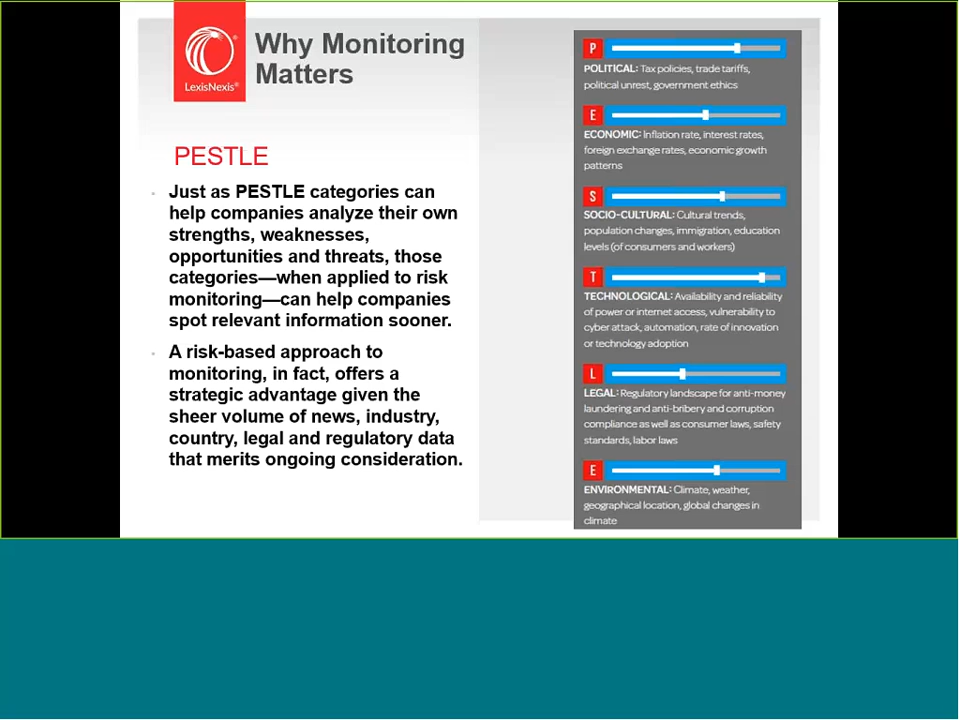 LexisNexis®
Why Monitoring
Matters
PESTLE
Just as PESTLE categories can
help companies analyze their own
strengths, weaknesses,
opportunities and threats, those
categories—when applied to risk
monitoring—can help companies
spot relevant information sooner.
A risk-based approach to
monitoring, in fact, offers a
strategic advantage given the
sheer volume of news, industry,
country, legal and regulatory data
that merits ongoing consideration.
P
POLITICAL: Tax policies, trade tariffs,
political unrest, government ethics
E
ECONOMIC: Inflation rate, interest rates,
foreign exchange rates, economic growth
patterns
S
SOCIO-CULTURAL: Cultural trends,
population changes, immigration, education
levels (of consumers and workers)
T
TECHNOLOGICAL: Availability and reliability
of power or internet access, vulnerability to
cyber attack, automation, rate of innovation
or technology adoption
L
LEGAL: Regulatory landscape for anti-money
laundering and anti-bribery and corruption
compliance as well as consumer laws, safety
standards, labor laws
E
ENVIRONMENTAL: Climate, weather,
geographical location, global changes in
climate